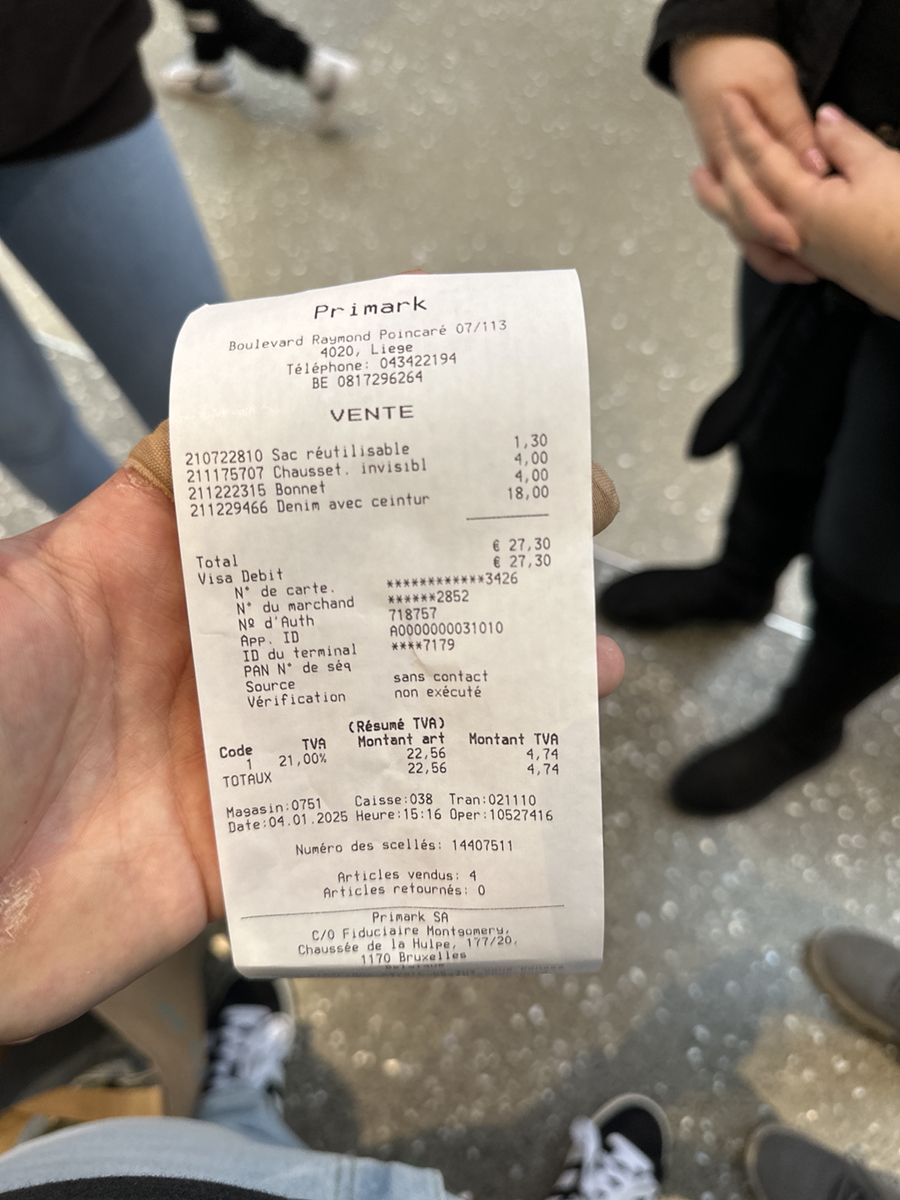 Primark
Boulevard Raymond Poincaré 07/113
4020, Liege
Téléphone: 043422194
BE 0817296264
VENTE
210722810 Sac réutilisable 1,30
211175707 Chausset. invisibl 4,00
211222315 Bonnet 4,00
211229466 Denim avec ceintur 18,00
Total € 27,30
Visa Debit € 27,30
N° de carte. ************3426
N° du marchand ******2852
Nº d'Auth 718757
App. ID A0000000031010
ID du terminal ****7179
PAN N° de séq
Source sans contact
Vérification non exécuté
(Résumé TVA)
Code TVA Montant art Montant TVA
1 21,00% 22,56 4,74
TOTAUX 22,56 4,74
Magasin:0751 Caisse:038 Tran:021110
Date:04.01.2025 Heure:15:16 Oper:10527416
Numéro des scellés: 14407511
Articles vendus: 4
Articles retournés: 0
Primark SA
C/O Fiduciaire Montgomery,
Chaussée de la Hulpe, 177/20,
1170 Bruxelles